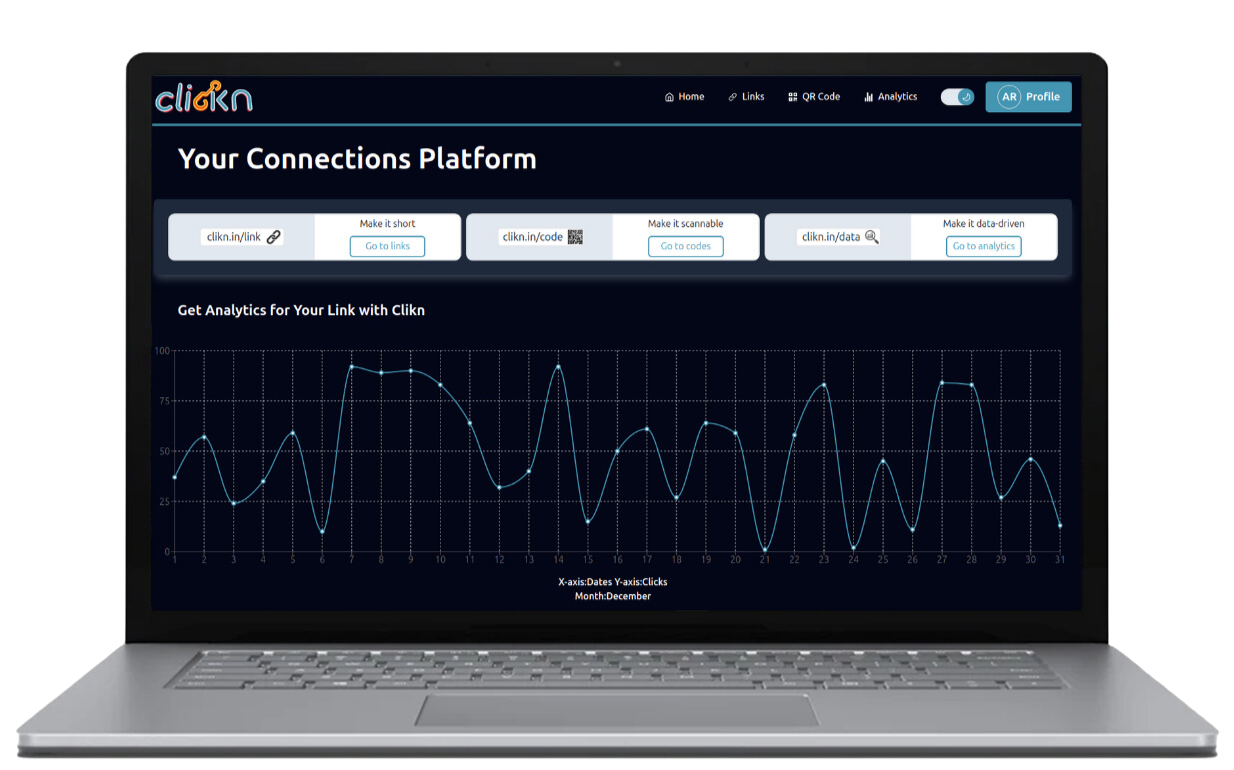 clickn
Home Links QR Code Analytics AR Profile
Your Connections Platform
clikn.in/link
Make it short
Go to links
clikn.in/code
Make it scannable
Go to codes
clikn.in/data
Make it data-driven
Go to analytics
Get Analytics for Your Link with Clikn
100
75
50
25
0
1 2 3 4 5 6 7 8 9 10 11 12 13 14 15 16 17 18 19 20 21 22 23 24 25 26 27 28 29 30 31
X-axis:Dates Y-axis:Clicks
Month:December